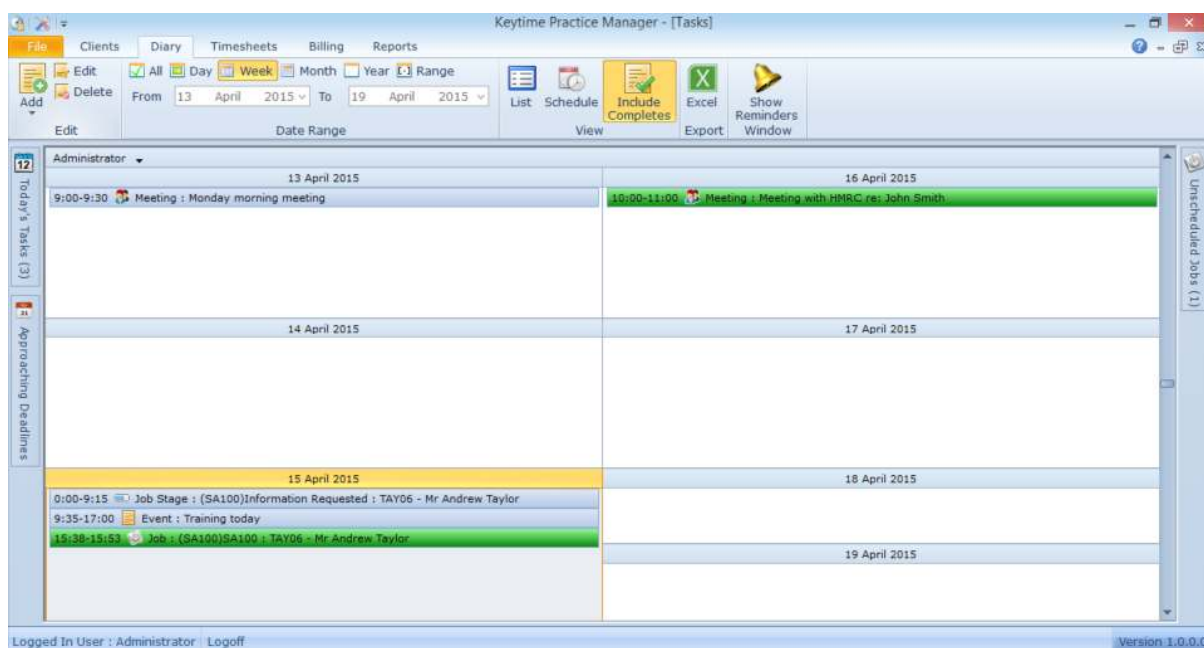 Keytime Practice Manager - [Tasks]
File Clients Diary Timesheets Billing Reports
Add
Edit
Delete
Edit
All Day Week Month Year Range
From 13 April 2015 To 19 April 2015
Date Range
List Schedule Include Completes
View
Excel
Export
Show Reminders Window
Window
12
Today's Tasks (3)
21
Approaching Deadlines
Administrator
13 April 2015
9:00-9:30 Meeting : Monday morning meeting
14 April 2015
15 April 2015
0:00-9:15 Job Stage : (SA100)Information Requested : TAY06 - Mr Andrew Taylor
9:35-17:00 Event : Training today
15:38-15:53 Job : (SA100)SA100 : TAY06 - Mr Andrew Taylor
16 April 2015
10:00-11:00 Meeting : Meeting with HMRC re: John Smith
17 April 2015
18 April 2015
19 April 2015
Unscheduled Jobs (1)
Logged In User : Administrator Logoff
Version 1.0.0.0